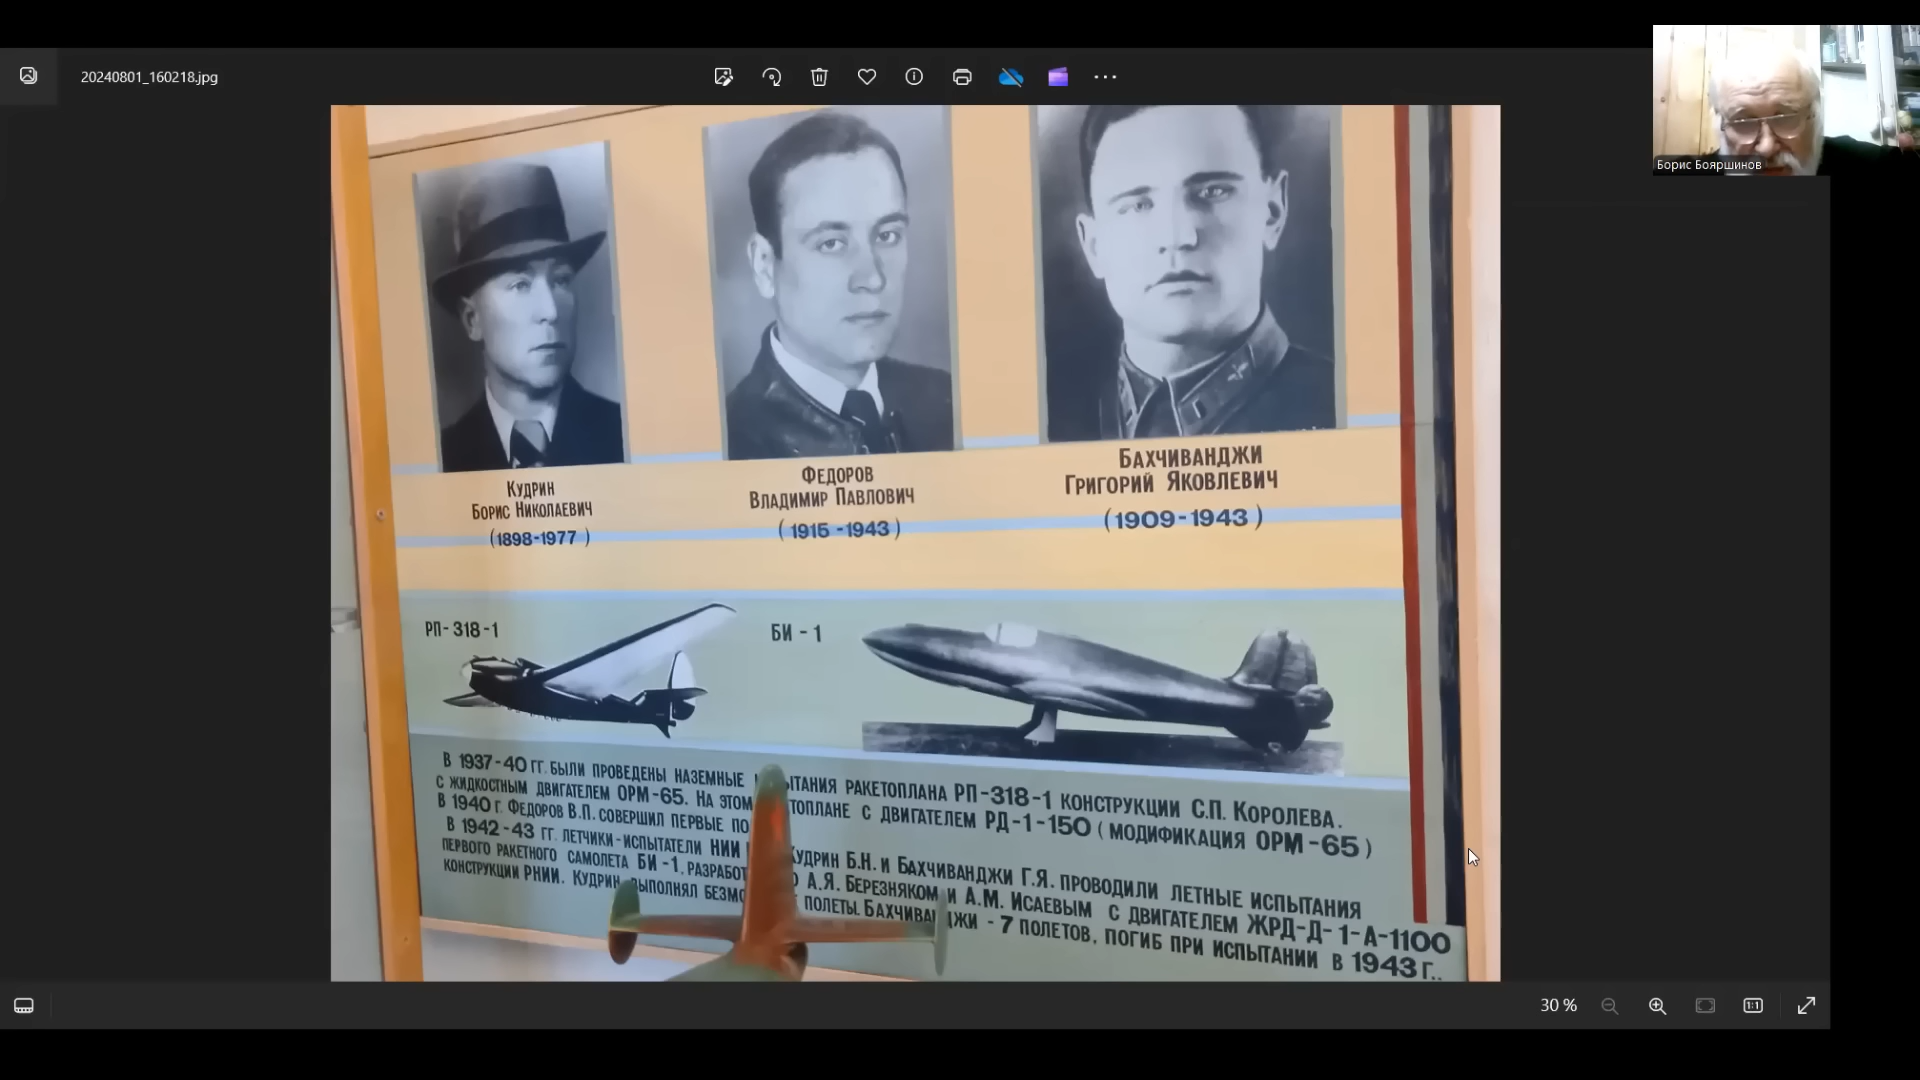 20240801_160218.jpg
Борис Бояршинов
Кудрин
Борис Николаевич
(1898-1977)
Федоров
Владимир Павлович
(1915-1943)
Бахчиванджи
Григорий Яковлевич
(1909-1943)
РП-318-1
БИ-1
В 1937-40 гг. были проведены наземные ытания ракетоплана РП-318-1 конструкции С.П. Королева.
с жидкостным двигателем ОРМ-65. На этом топлане с двигателем РД-1-150 (модификация ОРМ-65)
В 1940 г. Федоров В.П. совершил первые по
В 1942-43 гг. летчики-испытатели НИИ Кудрин Б.Н. и Бахчиванджи Г.Я. проводили летные испытания
первого ракетного самолета БИ-1, разработ о А.Я. Березняком и А.М. Исаевым с двигателем ЖРД-Д-1-А-1100
конструкции РНИИ. Кудрин выполнял безмо полеты. Бахчиванджи - 7 полетов, погиб при испытании в 1943 г..
30 %